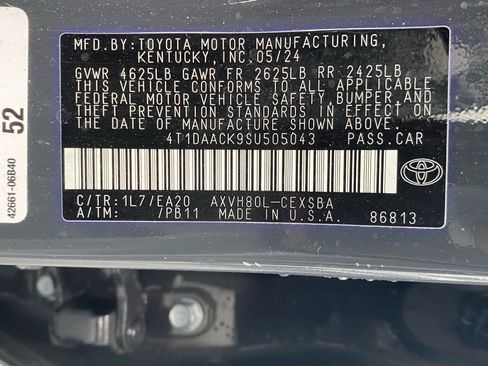 MFD.BY:TOYOTA MOTOR MANUFACTURING,
KENTUCKY,INC.05/24
GVWR 4625LB GAWR FR 2625LB RR 2425LB
THIS VEHICLE CONFORMS TO ALL APPLICABLE
FEDERAL MOTOR VEHICLE SAFETY,BUMPER,AND
THEFT PREVENTION STANDARDS IN EFFECT ON
THE DATE OF MANUFACTURE SHOWN ABOVE.
4T1DAACK9SU505043 PASS.CAR
C/TR:1L7/EA20 AXVH80L-CEXSBA
A/TM: /PB11 MADE IN U.S.A. 86813
52
42661-06B40